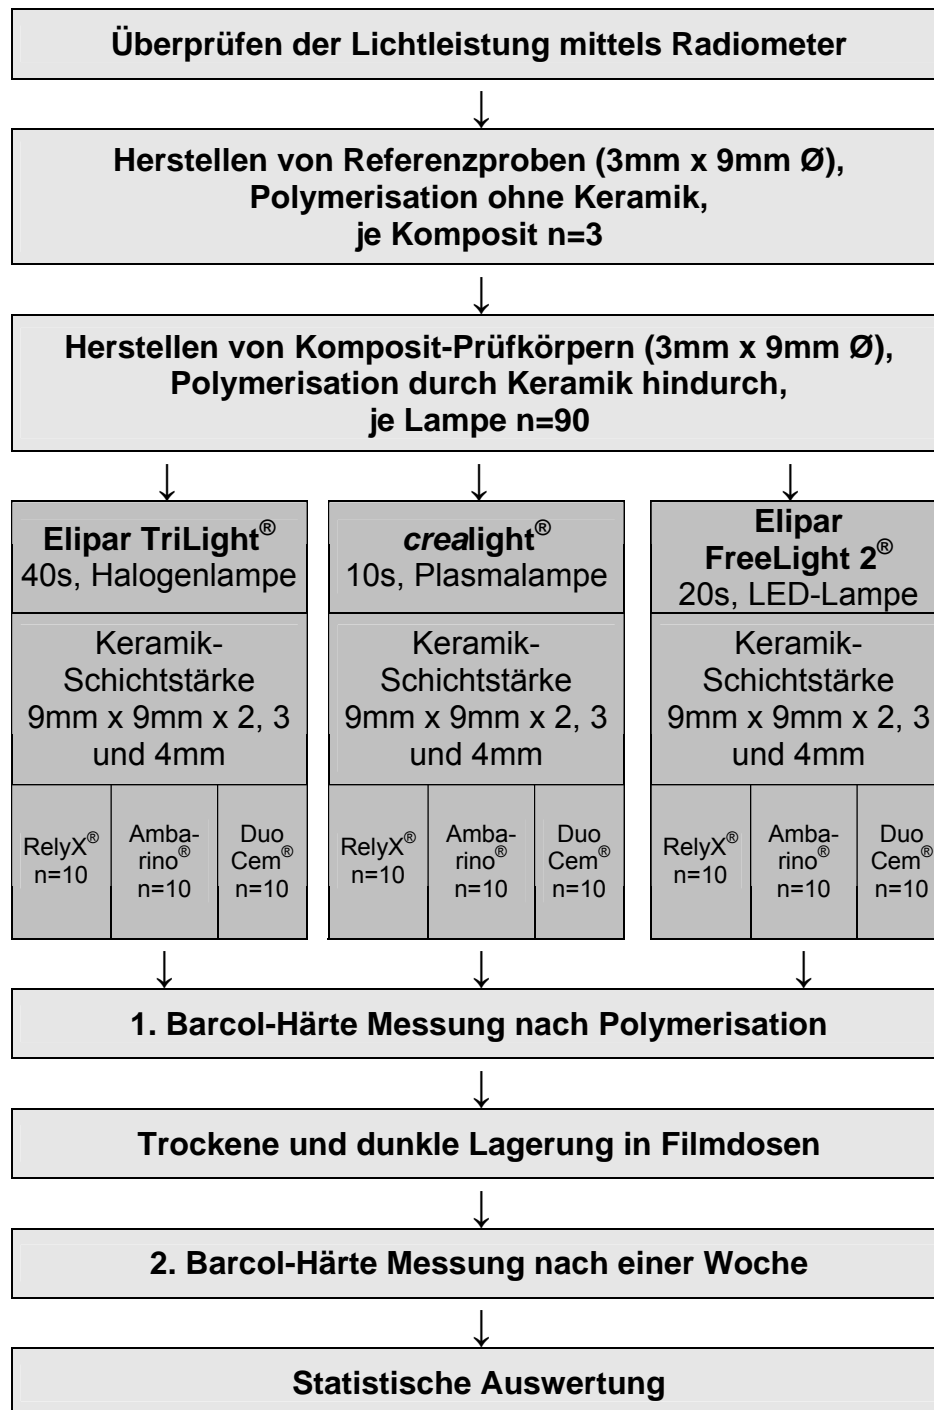 Überprüfen der Lichtleistung mittels Radiometer
↓
Herstellen von Referenzproben (3mm x 9mm Ø),
Polymerisation ohne Keramik,
je Komposit n=3
↓
Herstellen von Komposit-Prüfkörpern (3mm x 9mm Ø),
Polymerisation durch Keramik hindurch,
je Lampe n=90
↓ ↓ ↓
Elipar TriLight®
40s, Halogenlampe
crealight®
10s, Plasmalampe
Elipar
FreeLight 2®
20s, LED-Lampe
Keramik-
Schichtstärke
9mm x 9mm x 2, 3
und 4mm
Keramik-
Schichtstärke
9mm x 9mm x 2, 3
und 4mm
Keramik-
Schichtstärke
9mm x 9mm x 2, 3
und 4mm
RelyX®
n=10
Amba-
rino®
n=10
Duo
Cem®
n=10
RelyX®
n=10
Amba-
rino®
n=10
Duo
Cem®
n=10
RelyX®
n=10
Amba-
rino®
n=10
Duo
Cem®
n=10
↓ ↓ ↓
1. Barcol-Härte Messung nach Polymerisation
↓
Trockene und dunkle Lagerung in Filmdosen
↓
2. Barcol-Härte Messung nach einer Woche
↓
Statistische Auswertung